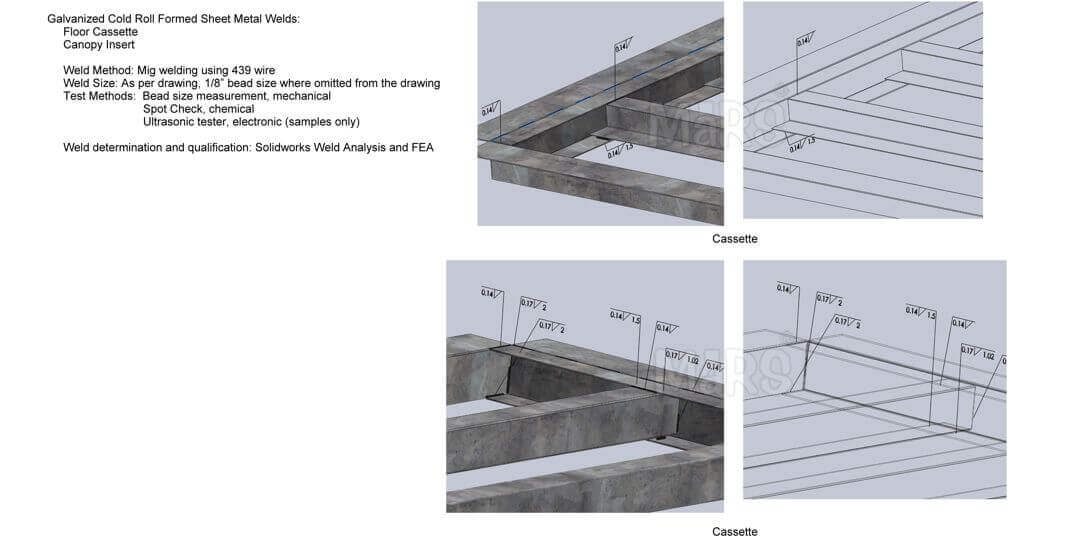 Galvanized Cold Roll Formed Sheet Metal Welds:
Floor Cassette
Canopy Insert
Weld Method: Mig welding using 439 wire
Weld Size: As per drawing, 1/8" bead size where omitted from the drawing
Test Methods: Bead size measurement, mechanical
Spot Check, chemical
Ultrasonic tester, electronic (samples only)
Weld determination and qualification: Solidworks Weld Analysis and FEA
0.14
0.14
0.14 1.5
0.14
0.14 1.5
MaRS
Cassette
0.14
0.17 2
0.17 2
0.14 1.5
0.14
0.17 1.02
0.14
0.14
0.17 2
0.17 2
0.14 1.5
0.14
0.17 1.02
MaRS
Cassette